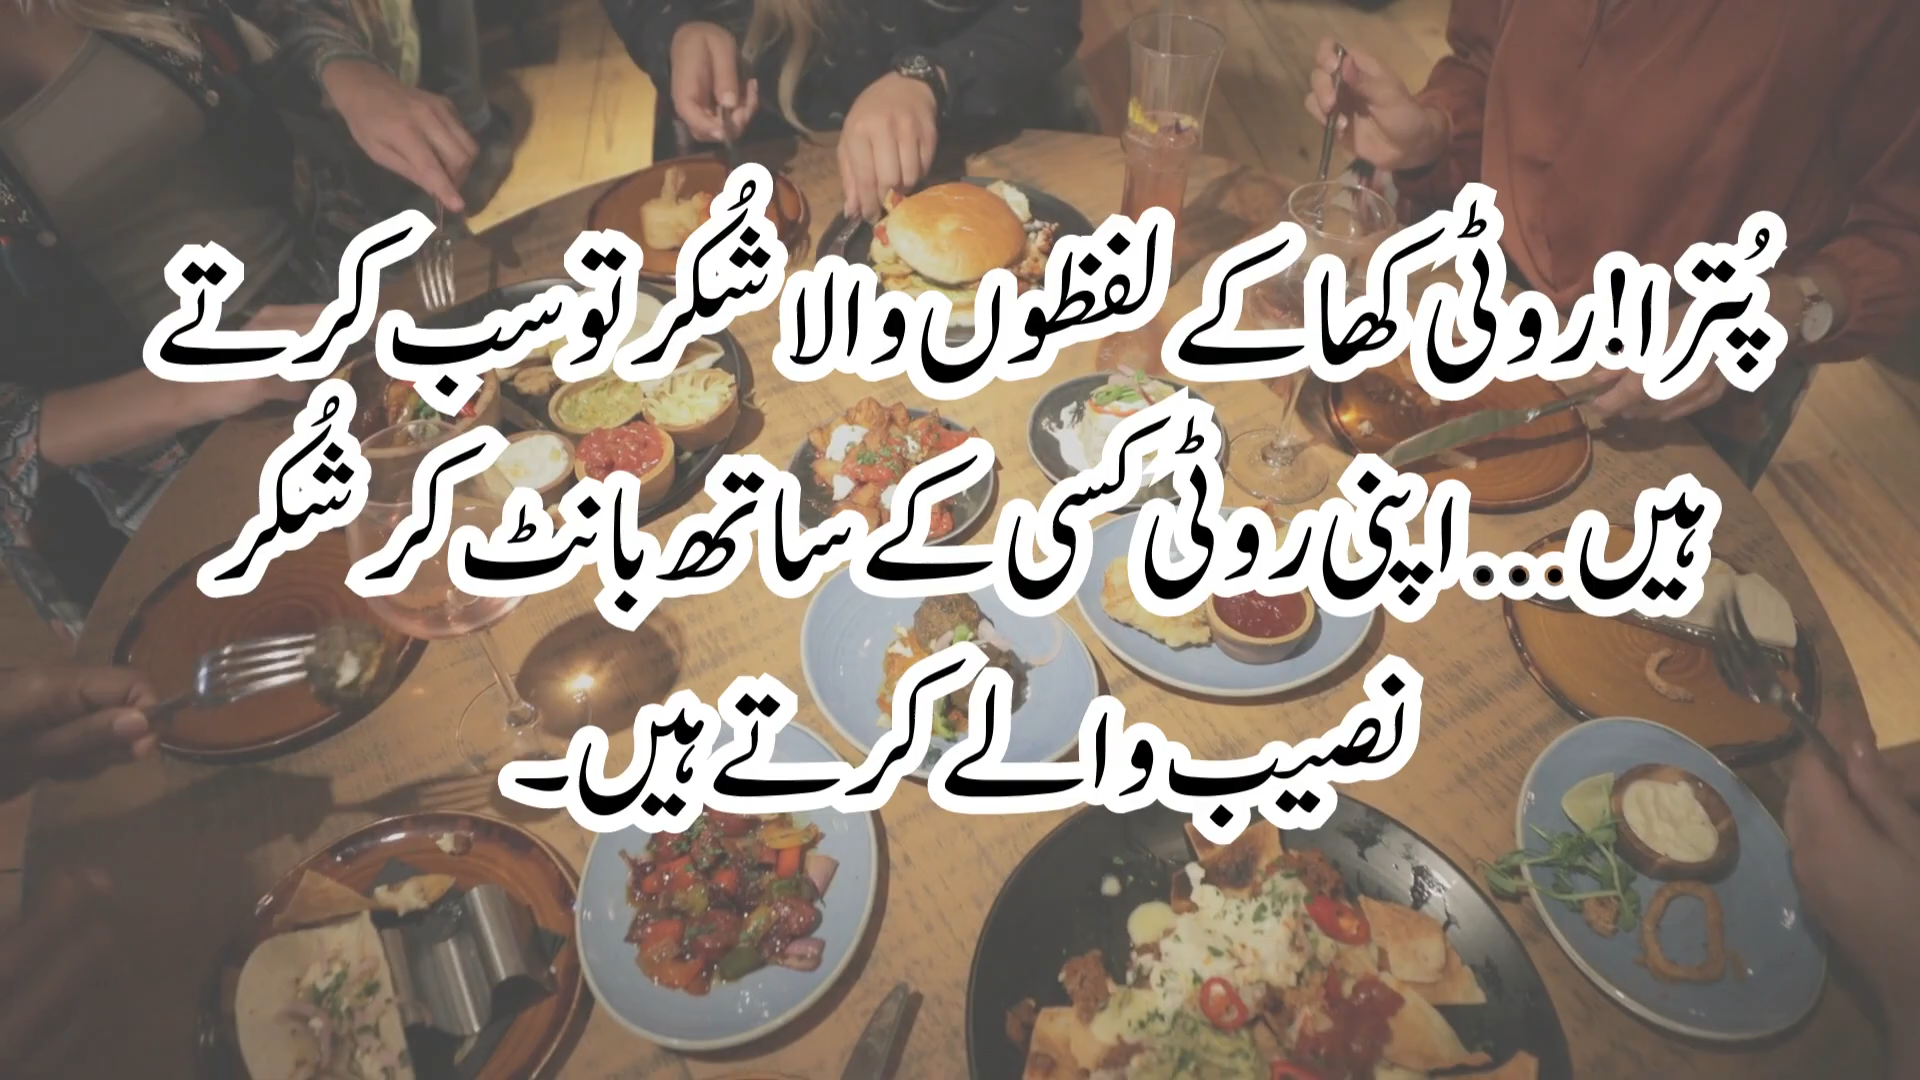 پُترا! روٹی کھا کے لفظوں والا شُکر تو سب کرتے
ہیں... اپنی روٹی کسی کے ساتھ بانٹ کر شُکر
نصیب والے کرتے ہیں۔